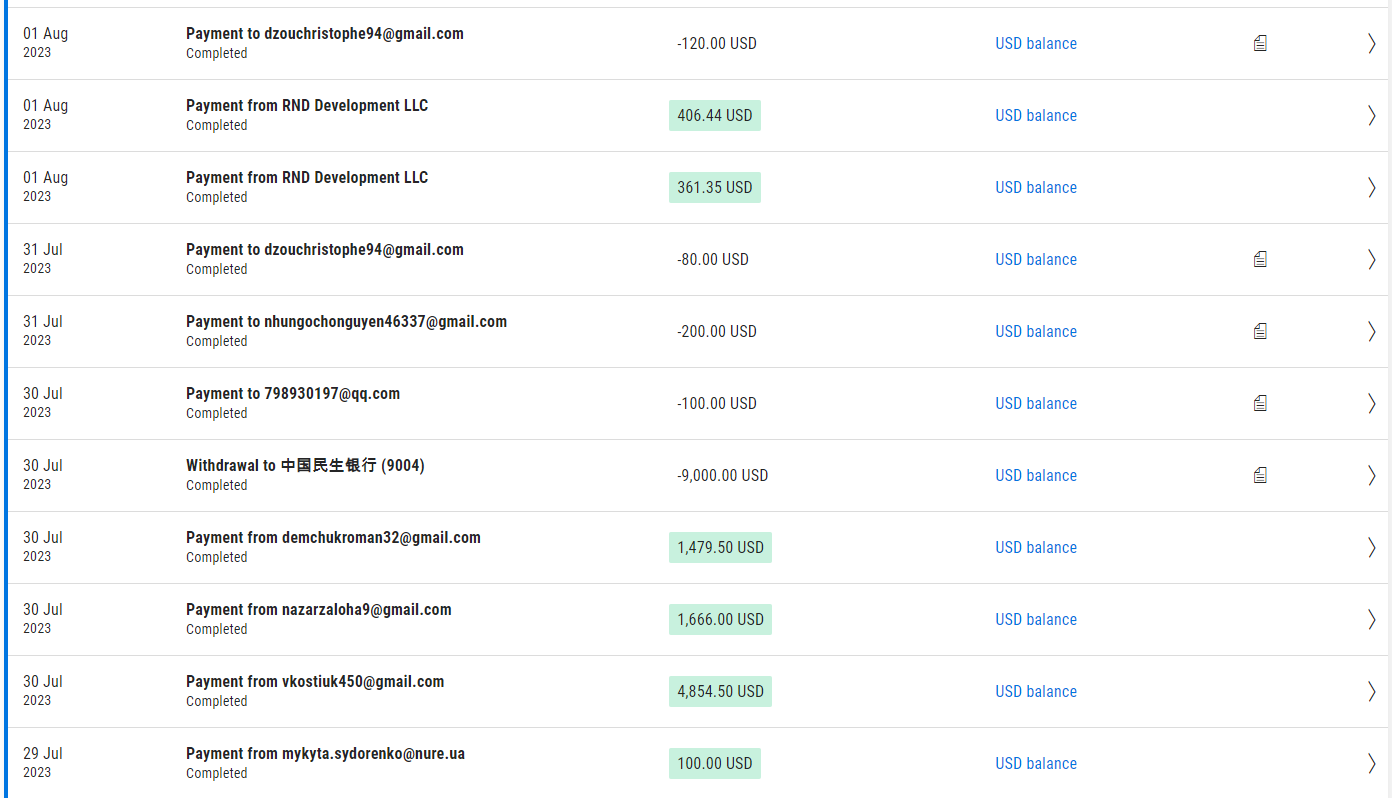 01 Aug
2023
Payment to dzouchristophe94@gmail.com
Completed
-120.00 USD
USD balance
01 Aug
2023
Payment from RND Development LLC
Completed
406.44 USD
USD balance
01 Aug
2023
Payment from RND Development LLC
Completed
361.35 USD
USD balance
31 Jul
2023
Payment to dzouchristophe94@gmail.com
Completed
-80.00 USD
USD balance
31 Jul
2023
Payment to nhungochonguyen46337@gmail.com
Completed
-200.00 USD
USD balance
30 Jul
2023
Payment to 798930197@qq.com
Completed
-100.00 USD
USD balance
30 Jul
2023
Withdrawal to 中国民生银行 (9004)
Completed
-9,000.00 USD
USD balance
30 Jul
2023
Payment from demchukroman32@gmail.com
Completed
1,479.50 USD
USD balance
30 Jul
2023
Payment from nazarzaloha9@gmail.com
Completed
1,666.00 USD
USD balance
30 Jul
2023
Payment from vkostiuk450@gmail.com
Completed
4,854.50 USD
USD balance
29 Jul
2023
Payment from mykyta.sydorenko@nure.ua
Completed
100.00 USD
USD balance